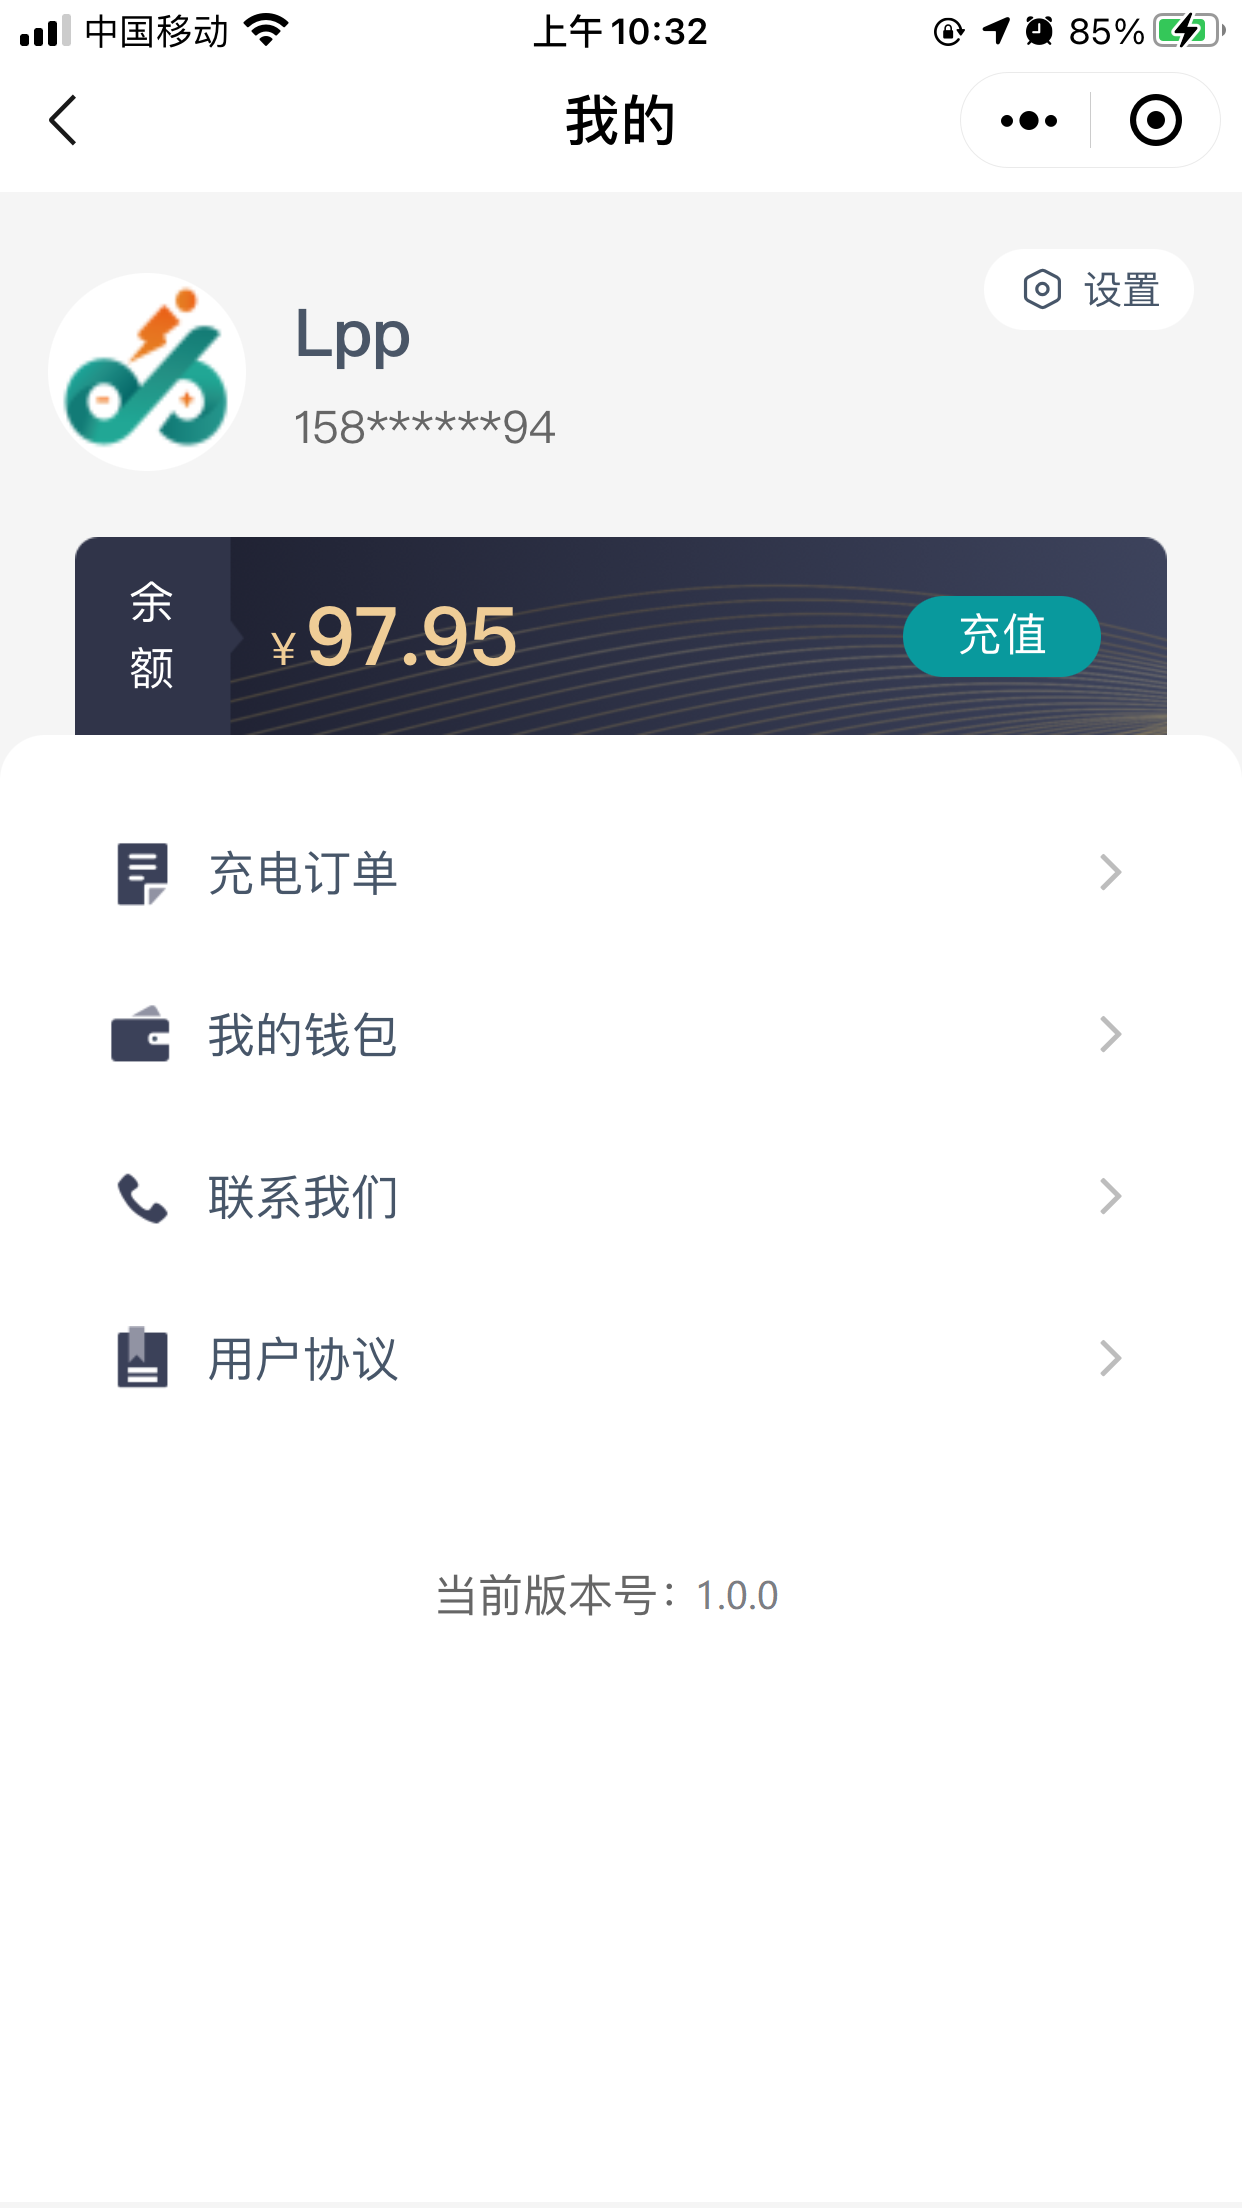 中国移动 上午 10:32 85%
我的
设置
Lpp
158******94
余额
¥ 97.95
充值
充电订单
我的钱包
联系我们
用户协议
当前版本号：1.0.0